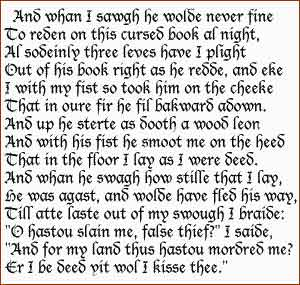 And whan I sawgh he wolde never fine
To reden on this cursed book al night,
Al sodeinly three leves have I plight
Out of his book right as he redde, and eke
I with my fist so took him on the cheeke
That in oure fir he fil bakward adown.
And up he sterte as dooth a wood leon
And with his fist he smoot me on the heed
That in the floor I lay as I were deed.
And whan he swagh how stille that I lay,
He was agast, and wolde have fled his way,
Till atte laste out of my swough I braide:
"O hastou slain me, false thief?" I saide,
"And for my land thus hastou mordred me?
Er I be deed yit wol I kisse thee."